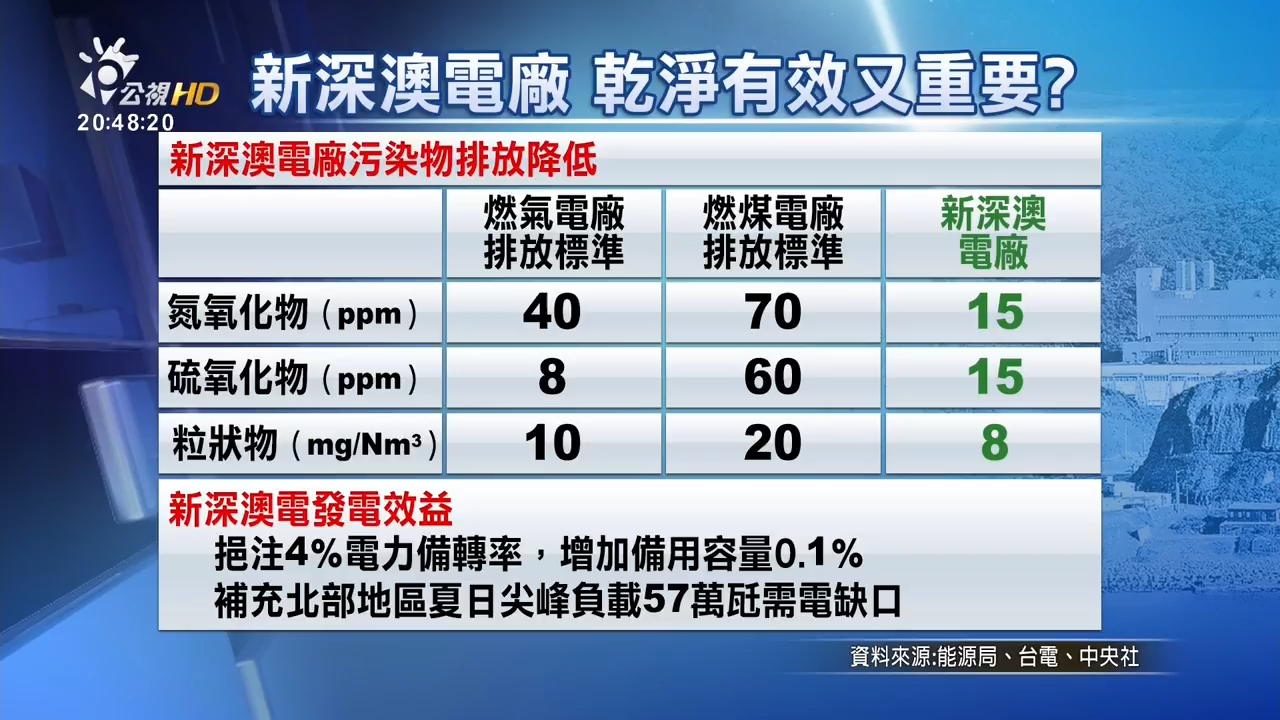 公視HD
20:48:20
新深澳電廠 乾淨有效又重要?
新深澳電廠污染物排放降低
燃氣電廠
排放標準
燃煤電廠
排放標準
新深澳
電廠
氮氧化物(ppm) 40 70 15
硫氧化物(ppm) 8 60 15
粒狀物(mg/Nm³) 10 20 8
新深澳電發電效益
挹注4%電力備轉率,增加備用容量0.1%
補充北部地區夏日尖峰負載57萬瓩需電缺口
資料來源:能源局、台電、中央社